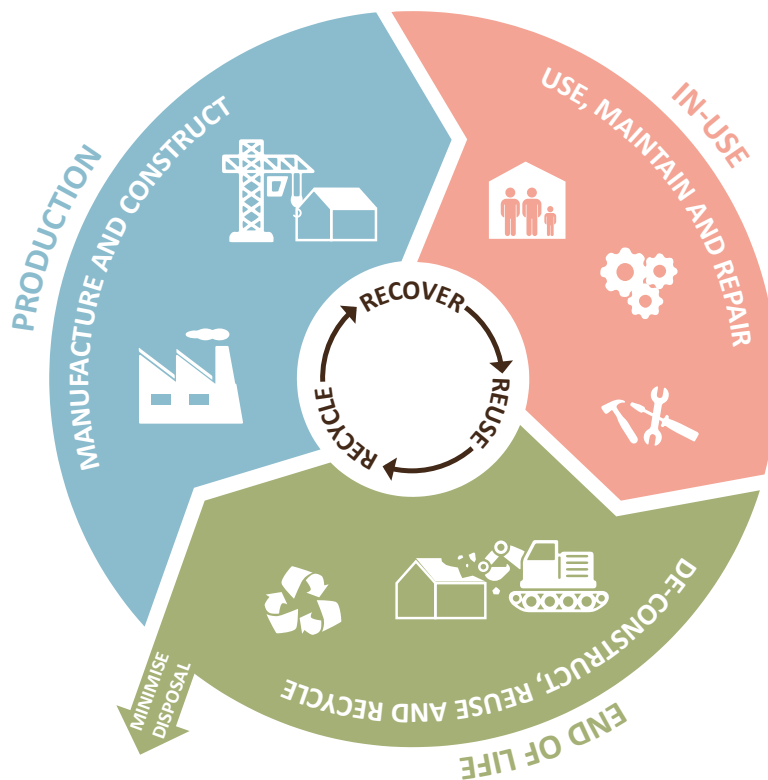 PRODUCTION
MANUFACTURE AND CONSTRUCT
IN-USE
USE, MAINTAIN AND REPAIR
RECOVER
REUSE
RECYCLE
DE-CONSTRUCT, REUSE AND RECYCLE
END OF LIFE
MINIMISE
DISPOSAL